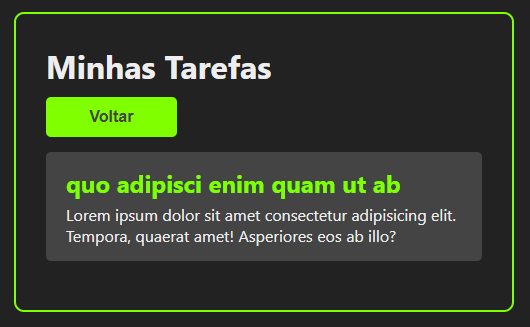 Minhas Tarefas
Voltar
quo adipisci enim quam ut ab
Lorem ipsum dolor sit amet consectetur adipisicing elit.
Tempora, quaerat amet! Asperiores eos ab illo?